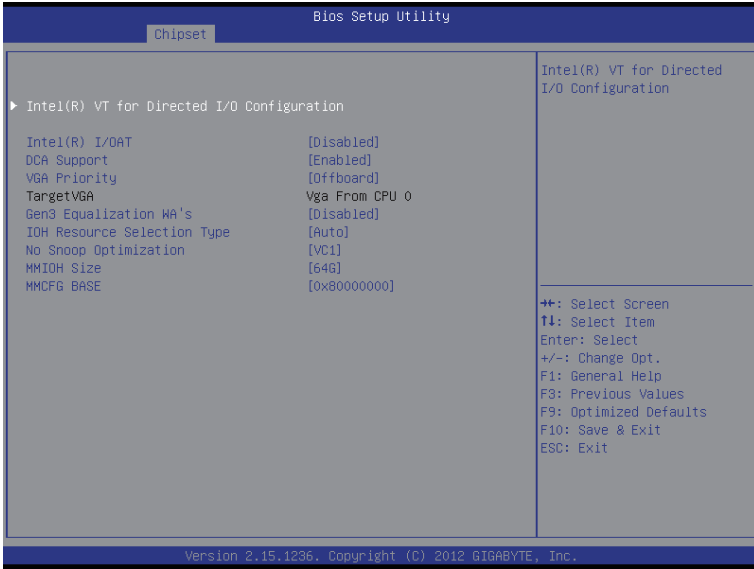 Bios Setup Utility
Chipset
Intel(R) VT for Directed I/O Configuration
Intel(R) I/OAT [Disabled]
DCA Support [Enabled]
VGA Priority [Offboard]
TargetVGA Vga From CPU 0
Gen3 Equalization WA's [Disabled]
IOH Resource Selection Type [Auto]
No Snoop Optimization [VC1]
MMIOH Size [64G]
MMCFG BASE [0x80000000]
Intel(R) VT for Directed
I/O Configuration
→←: Select Screen
↑↓: Select Item
Enter: Select
+/-: Change Opt.
F1: General Help
F3: Previous Values
F9: Optimized Defaults
F10: Save & Exit
ESC: Exit
Version 2.15.1236. Copyright (C) 2012 GIGABYTE, Inc.